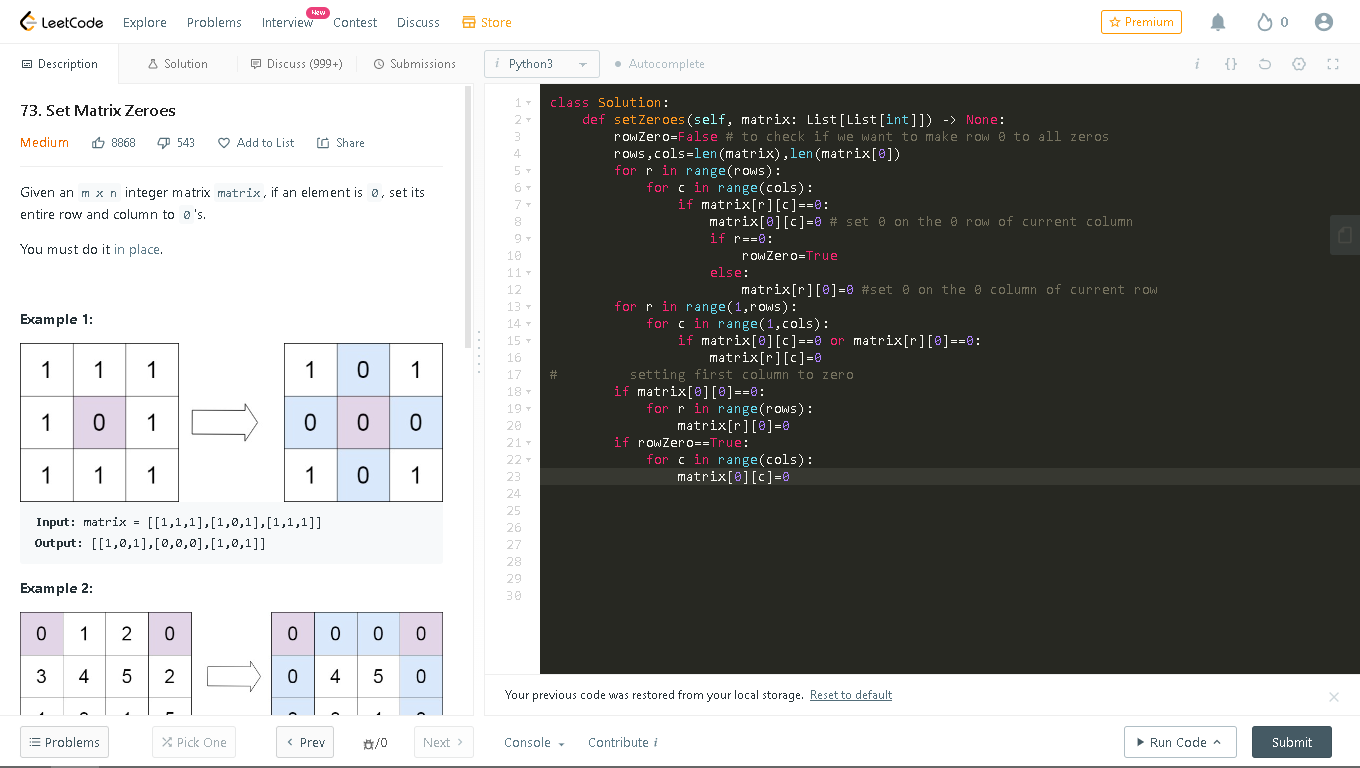 LeetCode Explore Problems Interview New Contest Discuss Store Premium 0
Description Solution Discuss (999+) Submissions
i Python3 Autocomplete i {}
73. Set Matrix Zeroes
Medium 8868 543 Add to List Share
Given an m x n integer matrix matrix, if an element is 0, set its
entire row and column to 0's.
You must do it in place.
Example 1:
1 1 1 1 0 1
1 0 1 0 0 0
1 1 1 1 0 1
Input: matrix = [[1,1,1],[1,0,1],[1,1,1]]
Output: [[1,0,1],[0,0,0],[1,0,1]]
Example 2:
0 1 2 0 0 0 0 0
3 4 5 2 0 4 5 0
1 class Solution:
2 def setZeroes(self, matrix: List[List[int]]) -> None:
3 rowZero=False # to check if we want to make row 0 to all zeros
4 rows,cols=len(matrix),len(matrix[0])
5 for r in range(rows):
6 for c in range(cols):
7 if matrix[r][c]==0:
8 matrix[0][c]=0 # set 0 on the 0 row of current column
9 if r==0:
10 rowZero=True
11 else:
12 matrix[r][0]=0 #set 0 on the 0 column of current row
13 for r in range(1,rows):
14 for c in range(1,cols):
15 if matrix[0][c]==0 or matrix[r][0]==0:
16 matrix[r][c]=0
17 # setting first column to zero
18 if matrix[0][0]==0:
19 for r in range(rows):
20 matrix[r][0]=0
21 if rowZero==True:
22 for c in range(cols):
23 matrix[0][c]=0
24
25
26
27
28
29
30
Your previous code was restored from your local storage. Reset to default
Problems Pick One Prev /0 Next Console Contribute i Run Code Submit